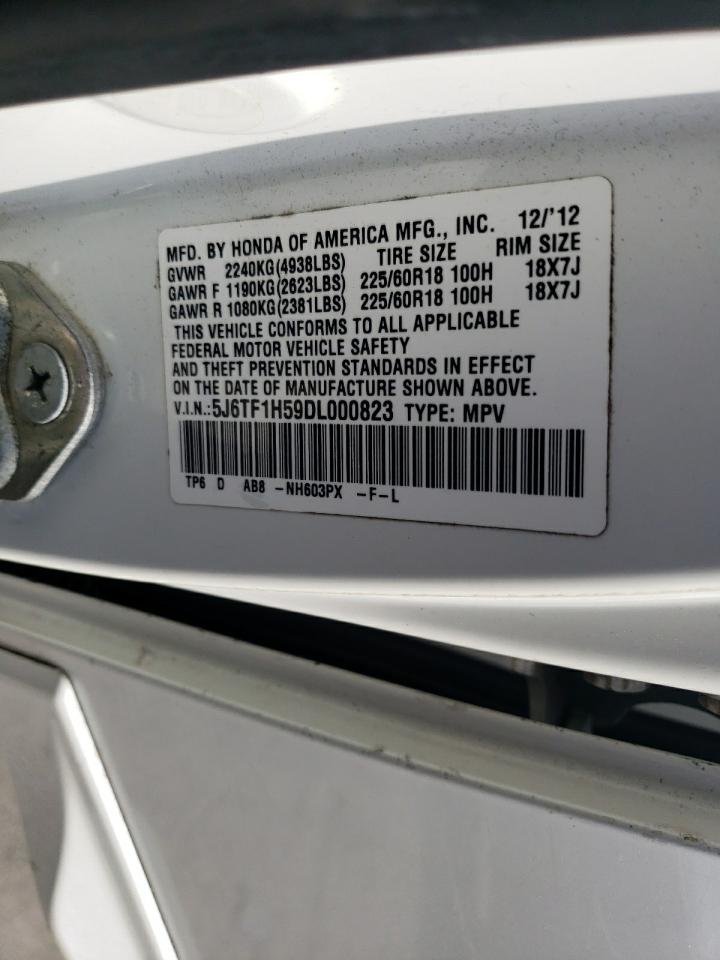 MFD. BY HONDA OF AMERICA MFG., INC. 12/'12
GVWR 2240KG(4938LBS) TIRE SIZE RIM SIZE
GAWR F 1190KG(2623LBS) 225/60R18 100H 18X7J
GAWR R 1080KG(2381LBS) 225/60R18 100H 18X7J
THIS VEHICLE CONFORMS TO ALL APPLICABLE
FEDERAL MOTOR VEHICLE SAFETY
AND THEFT PREVENTION STANDARDS IN EFFECT
ON THE DATE OF MANUFACTURE SHOWN ABOVE.
V.I.N.:5J6TF1H59DL000823 TYPE: MPV
TP6 D AB8 -NH603PX -F-L